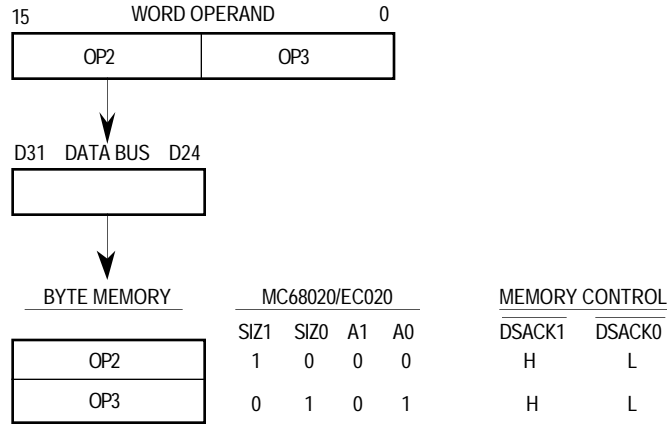 15 WORD OPERAND 0
OP2 OP3
D31 DATA BUS D24
BYTE MEMORY MC68020/EC020 MEMORY CONTROL
SIZ1 SIZ0 A1 A0 DSACK1 DSACK0
OP2 1 0 0 0 H L
OP3 0 1 0 1 H L